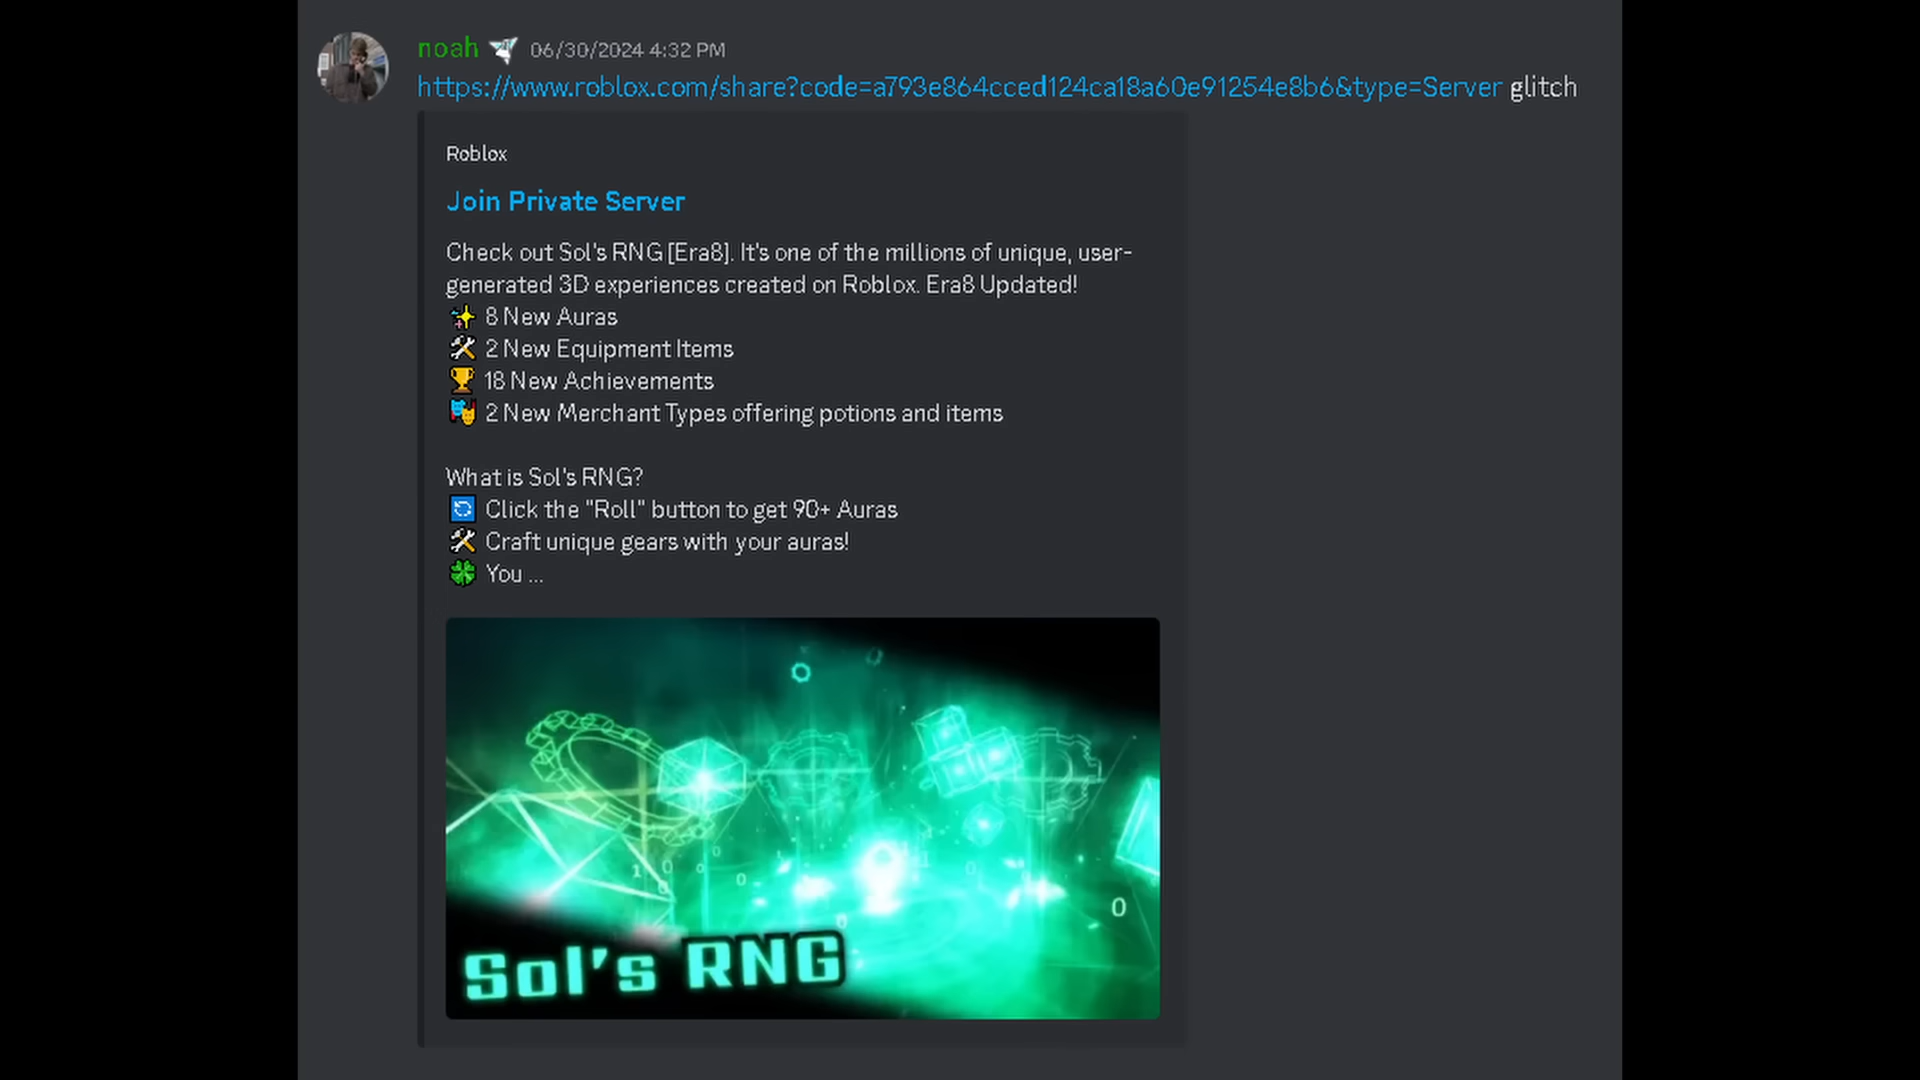 noah 06/30/2024 4:32 PM
https://www.roblox.com/share?code=a793e864cced124ca18a60e91254e8b6&type=Server glitch
Roblox
Join Private Server
Check out Sol's RNG [Era8]. It's one of the millions of unique, user-
generated 3D experiences created on Roblox. Era8 Updated!
✨ 8 New Auras
🛠 2 New Equipment Items
🏆 18 New Achievements
🎭 2 New Merchant Types offering potions and items
What is Sol's RNG?
🔄 Click the "Roll" button to get 90+ Auras
🛠 Craft unique gears with your auras!
🍀 You ...
Sol's RNG